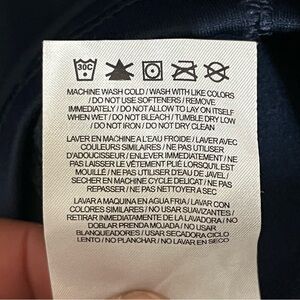 30C
MACHINE WASH COLD / WASH WITH LIKE COLORS
/ DO NOT USE SOFTENERS / REMOVE
IMMEDIATELY / DO NOT ALLOW TO LAY ON ITSELF
WHEN WET / DO NOT BLEACH / TUMBLE DRY LOW
/ DO NOT IRON / DO NOT DRY CLEAN
LAVER EN MACHINE A L'EAU FROIDE / LAVER AVEC
COULEURS SIMILAIRES / NE PAS UTILISER
D'ADOUCISSEUR / ENLEVER IMMEDIATEMENT / NE
PAS LAISSER LE VÊTEMENT PLIÉ LORSQU'IL EST
MOUILLÉ / NE PAS UTILISER D'EAU DE JAVEL /
SECHER EN MACHINE CYCLE DELICAT / NE PAS
REPASSER / NE PAS NETTOYER A SEC
LAVAR A MAQUINA EN AGUA FRIA / LAVAR CON
COLORES SIMILARES / NO USAR SUAVIZANTES /
RETIRAR INMEDIATAMENTE DE LA LAVADORA / NO
DOBLAR PRENDA MOJADA / NO USAR
BLANQUEADORES / USAR SECADORA CICLO
LENTO / NO PLANCHAR / NO LAVAR EN SECO